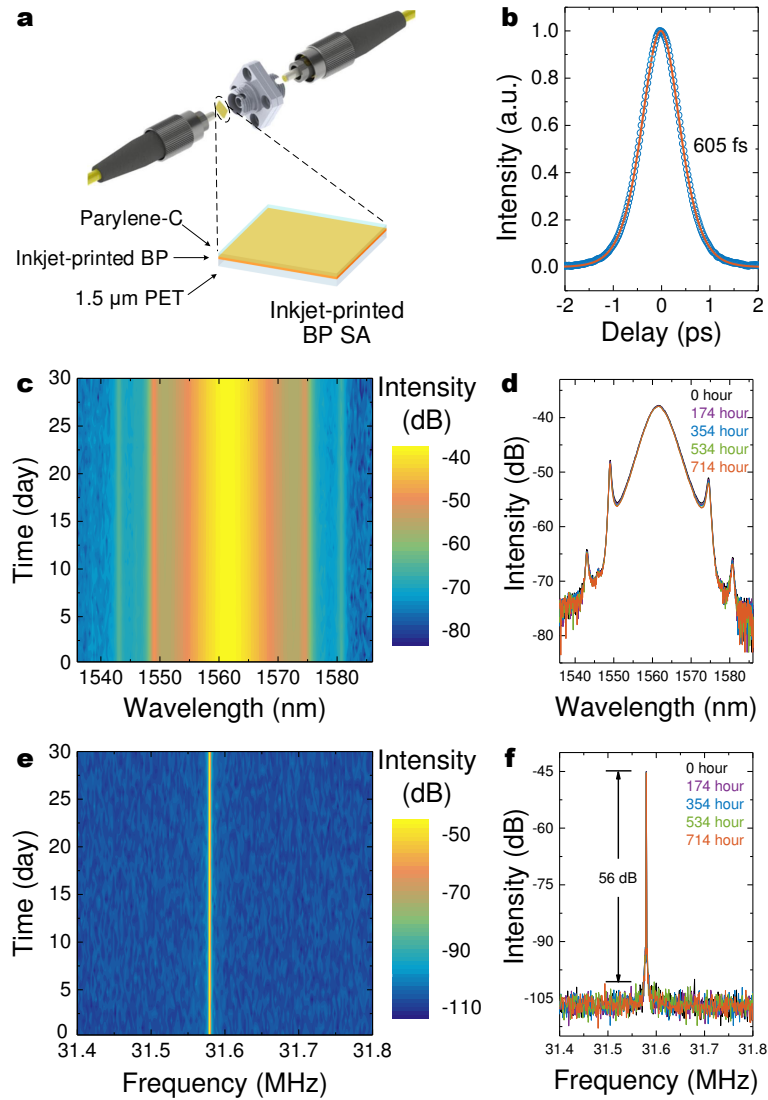 a
Parylene-C
Inkjet-printed BP
1.5 µm PET
Inkjet-printed
BP SA
b
Intensity (a.u.)
1.0
0.8
0.6
0.4
0.2
0.0
605 fs
-2 -1 0 1 2
Delay (ps)
c
Time (day)
30
25
20
15
10
5
0
1540 1550 1560 1570 1580
Wavelength (nm)
Intensity
(dB)
-40
-50
-60
-70
-80
d
Intensity (dB)
-40
-50
-60
-70
-80
0 hour
174 hour
354 hour
534 hour
714 hour
1540 1550 1560 1570 1580
Wavelength (nm)
e
Time (day)
30
25
20
15
10
5
0
31.4 31.5 31.6 31.7 31.8
Frequency (MHz)
Intensity
(dB)
-50
-70
-90
-110
f
Intensity (dB)
-45
-65
-75
-95
-105
0 hour
174 hour
354 hour
534 hour
714 hour
56 dB
31.4 31.5 31.6 31.7 31.8
Frequency (MHz)